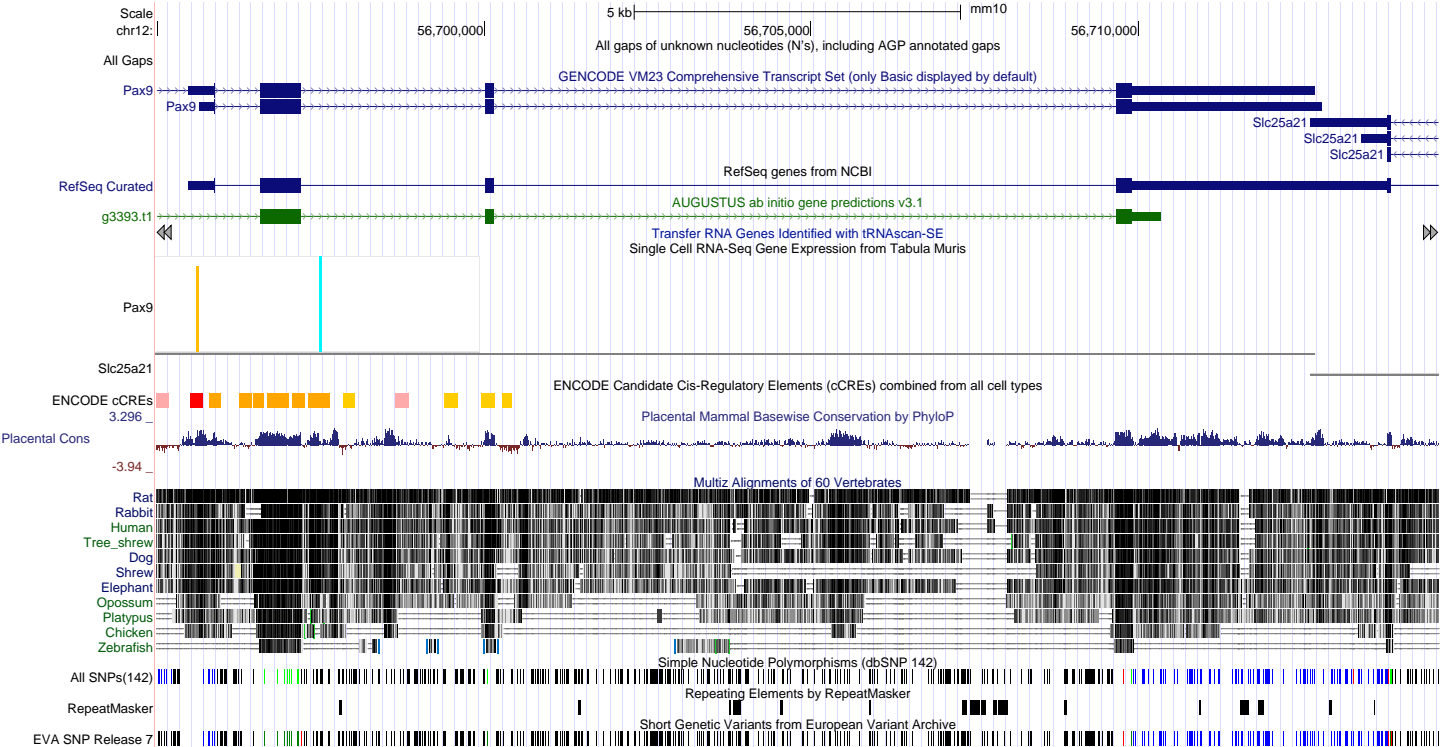 Scale 5 kb mm10
chr12: 56,700,000 56,705,000 56,710,000
All gaps of unknown nucleotides (N's), including AGP annotated gaps
All Gaps
GENCODE VM23 Comprehensive Transcript Set (only Basic displayed by default)
Pax9
Pax9
Slc25a21
Slc25a21
Slc25a21
RefSeq genes from NCBI
RefSeq Curated
AUGUSTUS ab initio gene predictions v3.1
g3393.t1
Transfer RNA Genes Identified with tRNAscan-SE
Single Cell RNA-Seq Gene Expression from Tabula Muris
Pax9
Slc25a21
ENCODE Candidate Cis-Regulatory Elements (cCREs) combined from all cell types
ENCODE cCREs
3.296 _ Placental Mammal Basewise Conservation by PhyloP
Placental Cons
-3.94 _
Multiz Alignments of 60 Vertebrates
Rat
Rabbit
Human
Tree_shrew
Dog
Shrew
Elephant
Opossum
Platypus
Chicken
Zebrafish
Simple Nucleotide Polymorphisms (dbSNP 142)
All SNPs(142)
Repeating Elements by RepeatMasker
RepeatMasker
Short Genetic Variants from European Variant Archive
EVA SNP Release 7